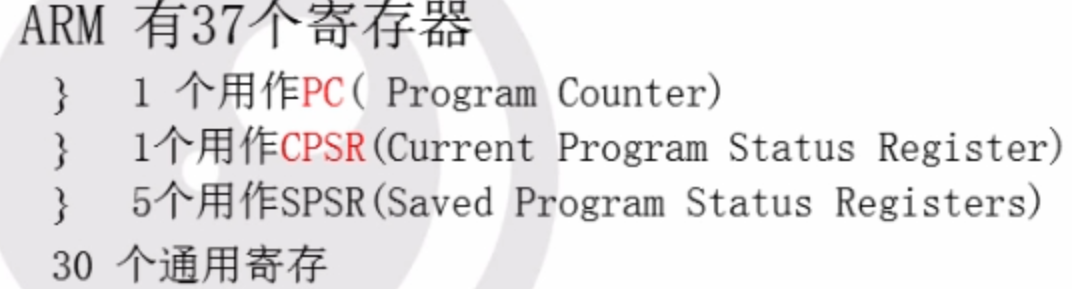 ARM 有37个寄存器
} 1 个用作PC( Program Counter)
} 1个用作CPSR(Current Program Status Register)
} 5个用作SPSR(Saved Program Status Registers)
30 个通用寄存